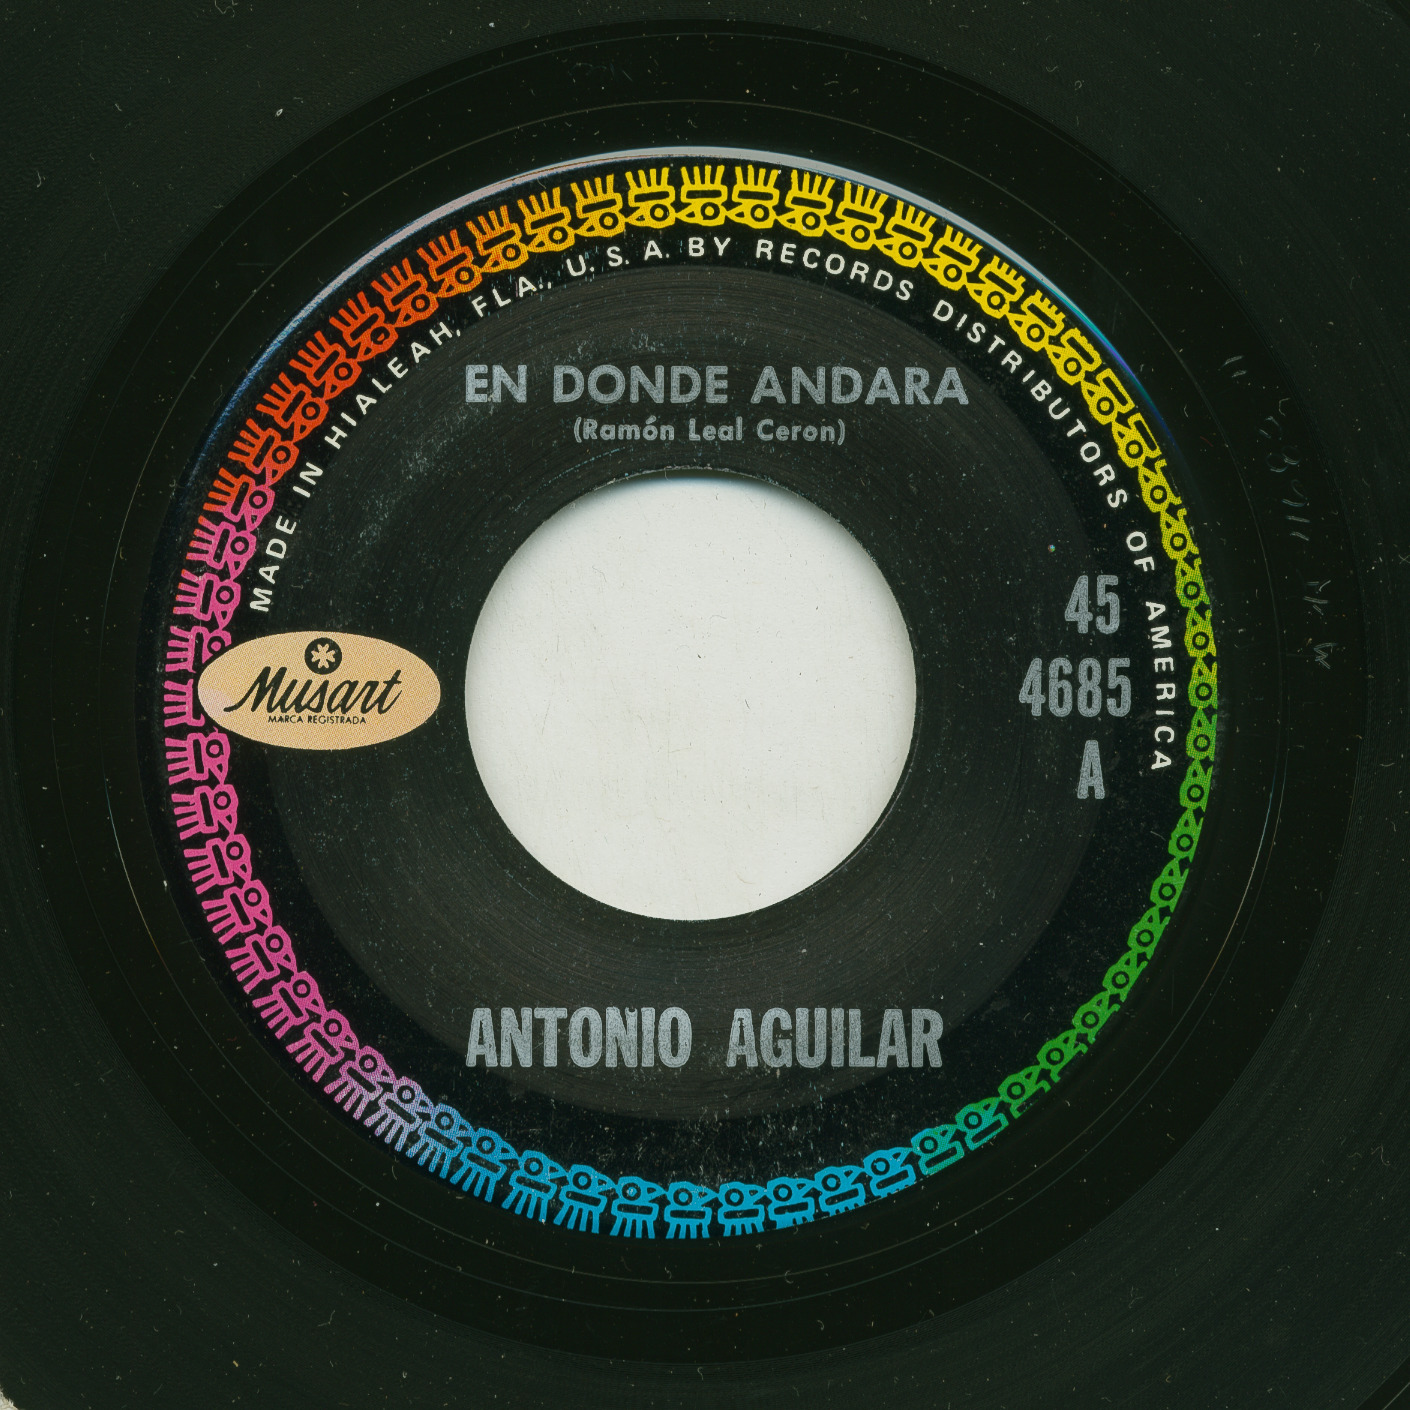 MADE IN HIALEAH, FLA., U.S.A. BY RECORDS DISTRIBUTORS OF AMERICA
EN DONDE ANDARA
(Ramón Leal Ceron)
Musart
MARCA REGISTRADA
45
4685
A
ANTONIO AGUILAR